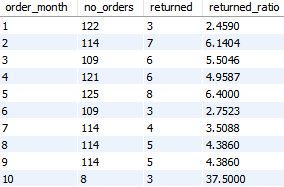 order_month no_orders returned returned_ratio
1 122 3 2.4590
2 114 7 6.1404
3 109 6 5.5046
4 121 6 4.9587
5 125 8 6.4000
6 109 3 2.7523
7 114 4 3.5088
8 114 5 4.3860
9 114 5 4.3860
10 8 3 37.5000